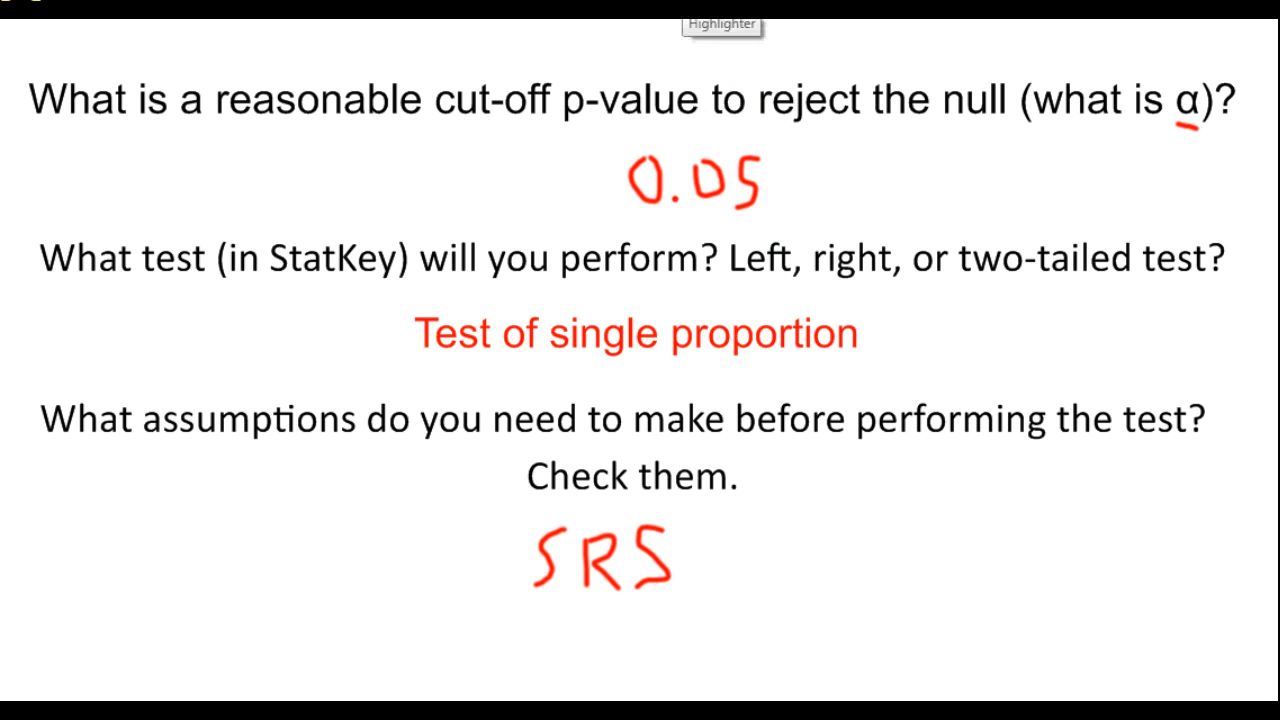 Highlighter
What is a reasonable cut-off p-value to reject the null (what is α)?
0.05
What test (in StatKey) will you perform? Left, right, or two-tailed test?
Test of single proportion
What assumptions do you need to make before performing the test?
Check them.
SRS